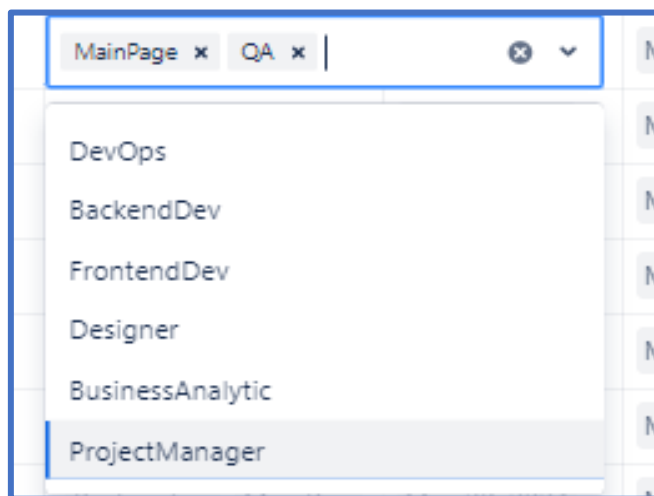 MainPage × QA ×
DevOps
BackendDev
FrontendDev
Designer
BusinessAnalytic
ProjectManager